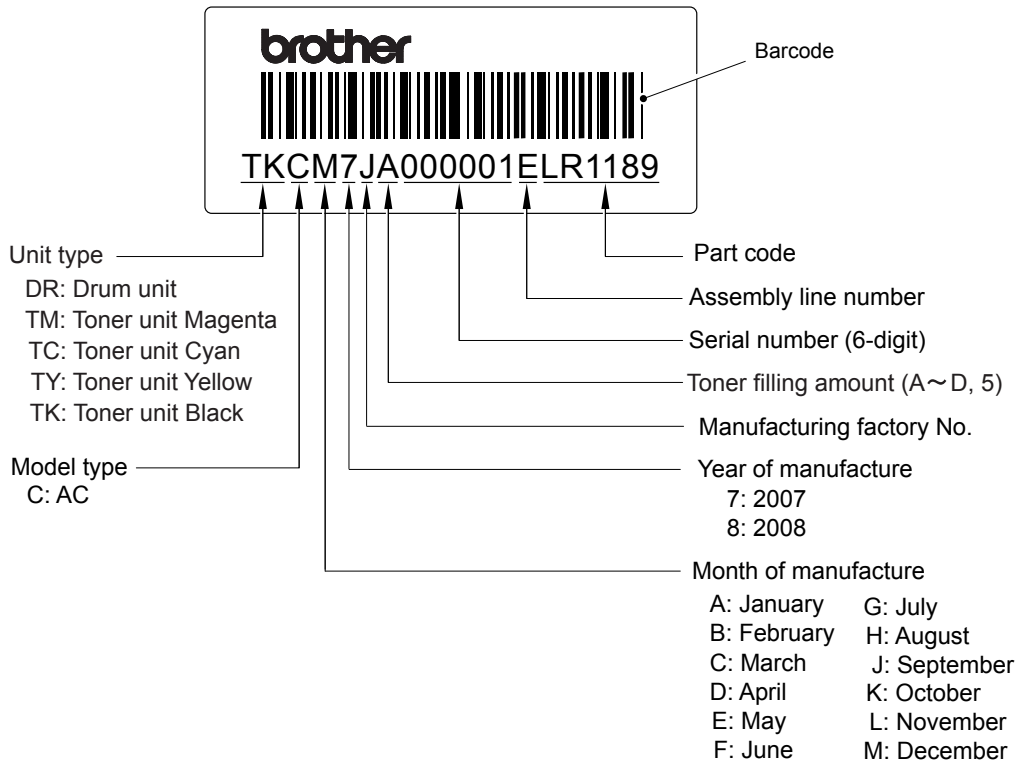 brother
Barcode
TKCM7JA000001ELR1189
Unit type
DR: Drum unit
TM: Toner unit Magenta
TC: Toner unit Cyan
TY: Toner unit Yellow
TK: Toner unit Black
Model type
C: AC
Part code
Assembly line number
Serial number (6-digit)
Toner filling amount (A～D, 5)
Manufacturing factory No.
Year of manufacture
7: 2007
8: 2008
Month of manufacture
A: January
B: February
C: March
D: April
E: May
F: June
G: July
H: August
J: September
K: October
L: November
M: December